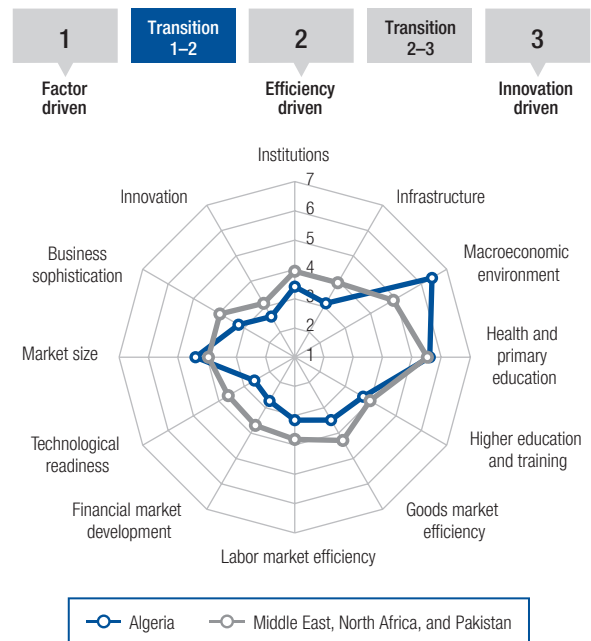 1
Transition
1–2
2
Transition
2–3
3
Factor
driven
Efficiency
driven
Innovation
driven
Institutions
Infrastructure
Macroeconomic
environment
Health and
primary
education
Higher education
and training
Goods market
efficiency
Labor market efficiency
Financial market
development
Technological
readiness
Market size
Business
sophistication
Innovation
7
6
5
4
3
2
1
Algeria
Middle East, North Africa, and Pakistan